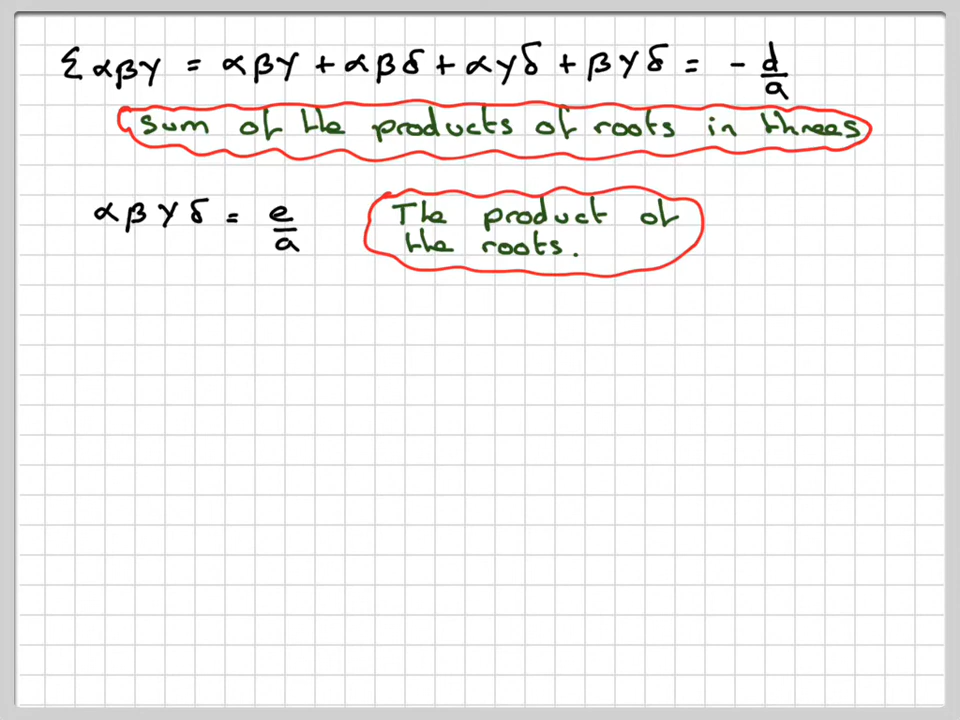 Σαβγ = αβγ + αβδ + αγδ + βγδ = - d/a
Sum of the products of roots in threes
αβγδ = e/a
The product of
the roots.